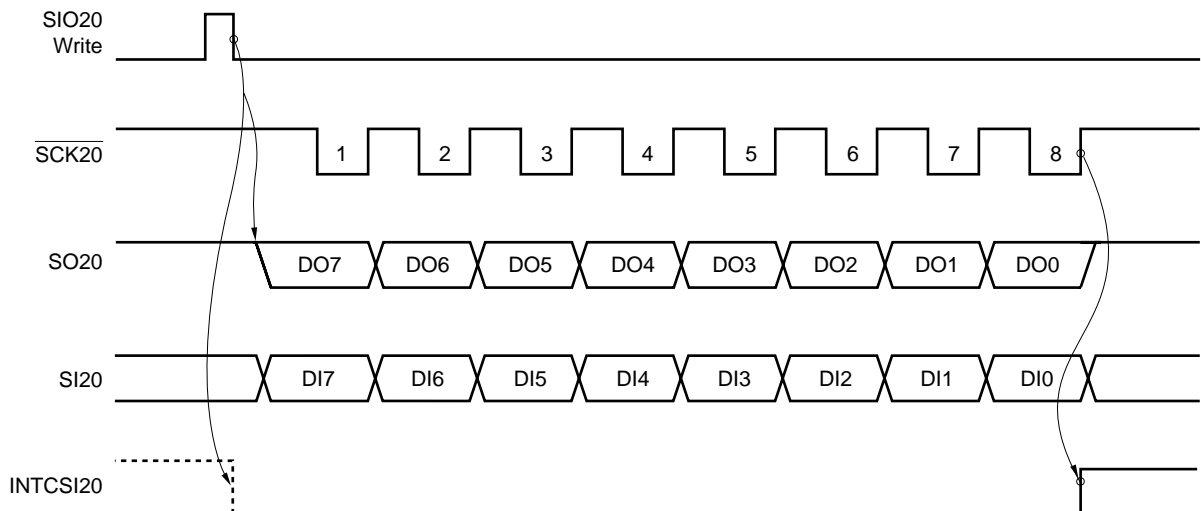 SIO20
Write
SCK20
1 2 3 4 5 6 7 8
SO20
DO7 DO6 DO5 DO4 DO3 DO2 DO1 DO0
SI20
DI7 DI6 DI5 DI4 DI3 DI2 DI1 DI0
INTCSI20